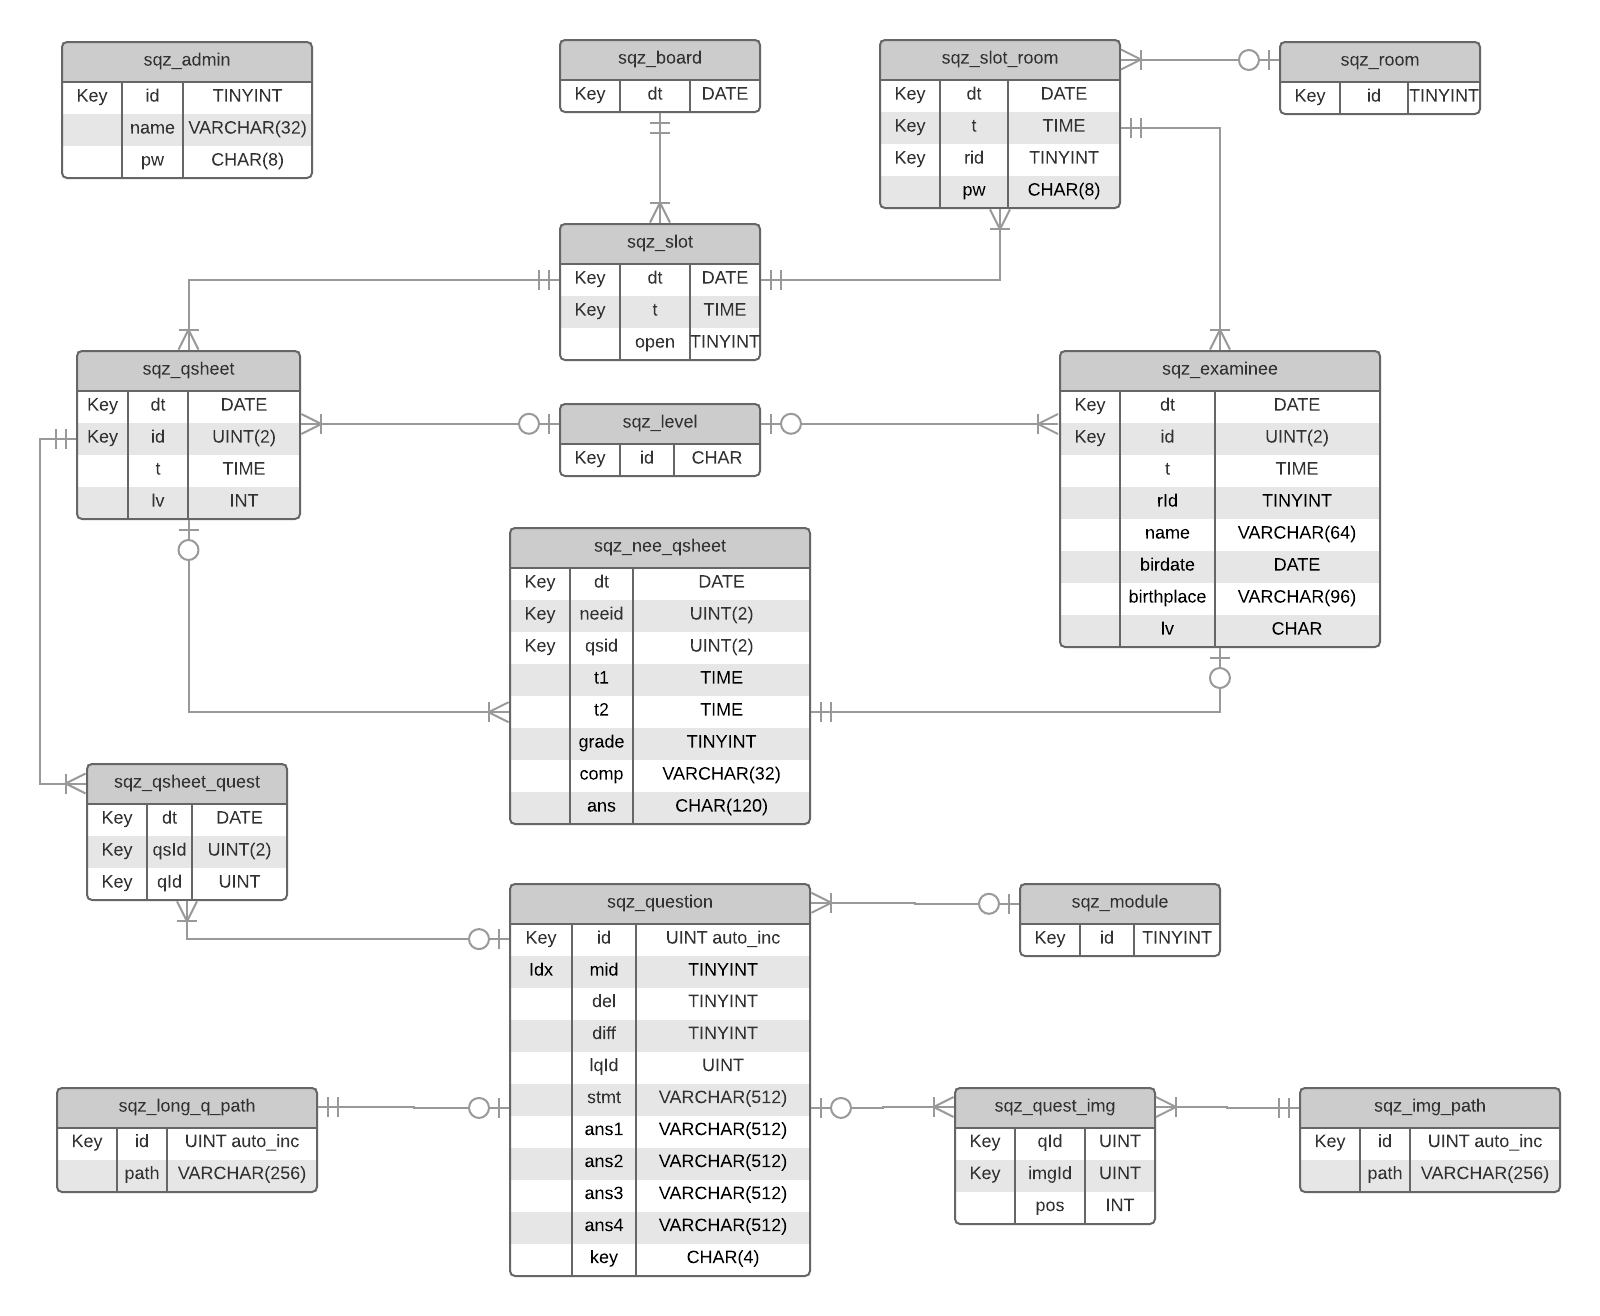 sqz_admin
Key id TINYINT
name VARCHAR(32)
pw CHAR(8)
sqz_board
Key dt DATE
sqz_slot_room
Key dt DATE
Key t TIME
Key rid TINYINT
pw CHAR(8)
sqz_room
Key id TINYINT
sqz_slot
Key dt DATE
Key t TIME
open TINYINT
sqz_qsheet
Key dt DATE
Key id UINT(2)
t TIME
lv INT
sqz_level
Key id CHAR
sqz_examinee
Key dt DATE
Key id UINT(2)
t TIME
rId TINYINT
name VARCHAR(64)
birdate DATE
birthplace VARCHAR(96)
lv CHAR
sqz_nee_qsheet
Key dt DATE
Key neeid UINT(2)
Key qsid UINT(2)
t1 TIME
t2 TIME
grade TINYINT
comp VARCHAR(32)
ans CHAR(120)
sqz_qsheet_quest
Key dt DATE
Key qsId UINT(2)
Key qId UINT
sqz_question
Key id UINT auto_inc
Idx mid TINYINT
del TINYINT
diff TINYINT
lqId UINT
stmt VARCHAR(512)
ans1 VARCHAR(512)
ans2 VARCHAR(512)
ans3 VARCHAR(512)
ans4 VARCHAR(512)
key CHAR(4)
sqz_module
Key id TINYINT
sqz_long_q_path
Key id UINT auto_inc
path VARCHAR(256)
sqz_quest_img
Key qId UINT
Key imgId UINT
pos INT
sqz_img_path
Key id UINT auto_inc
path VARCHAR(256)